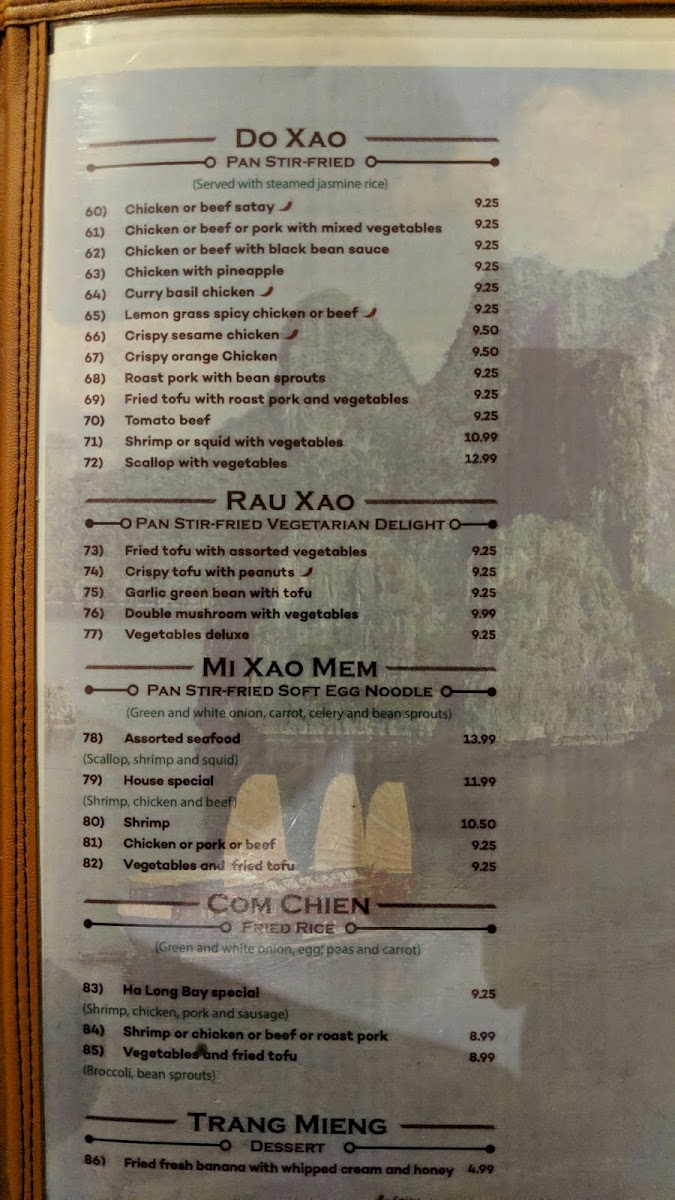 Do Xao
Pan Stir-fried
(Served with steamed jasmine rice)
60) Chicken or beef satay 9.25
61) Chicken or beef or pork with mixed vegetables 9.25
62) Chicken or beef with black bean sauce 9.25
63) Chicken with pineapple 9.25
64) Curry basil chicken 9.25
65) Lemon grass spicy chicken or beef 9.25
66) Crispy sesame chicken 9.50
67) Crispy orange Chicken 9.50
68) Roast pork with bean sprouts 9.25
69) Fried tofu with roast pork and vegetables 9.25
70) Tomato beef 9.25
71) Shrimp or squid with vegetables 10.99
72) Scallop with vegetables 12.99
Rau Xao
Pan Stir-fried Vegetarian Delight
73) Fried tofu with assorted vegetables 9.25
74) Crispy tofu with peanuts 9.25
75) Garlic green bean with tofu 9.25
76) Double mushroom with vegetables 9.99
77) Vegetables deluxe 9.25
Mi Xao Mem
Pan Stir-fried Soft Egg Noodle
(Green and white onion, carrot, celery and bean sprouts)
78) Assorted seafood 13.99
(Scallop, shrimp and squid)
79) House special 11.99
(Shrimp, chicken and beef)
80) Shrimp 10.50
81) Chicken or pork or beef 9.25
82) Vegetables and fried tofu 9.25
Com Chien
Fried Rice
(Green and white onion, egg, peas and carrot)
83) Ha Long Bay special 9.25
(Shrimp, chicken, pork and sausage)
84) Shrimp or chicken or beef or roast pork 8.99
85) Vegetables and fried tofu 8.99
(Broccoli, bean sprouts)
Trang Mieng
Dessert
86) Fried fresh banana with whipped cream and honey 4.99